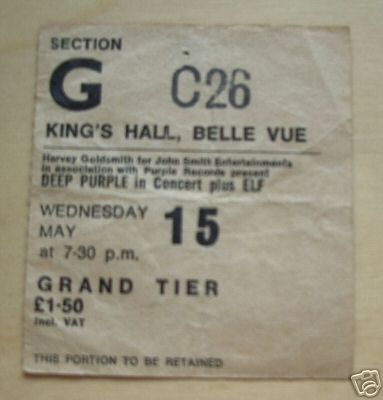 SECTION
G C26
KING'S HALL, BELLE VUE
Harvey Goldsmith for John Smith Entertainments
in association with Purple Records present
DEEP PURPLE in Concert plus ELF
WEDNESDAY
MAY 15
at 7-30 p.m.
GRAND TIER
£1·50
Incl. VAT
THIS PORTION TO BE RETAINED